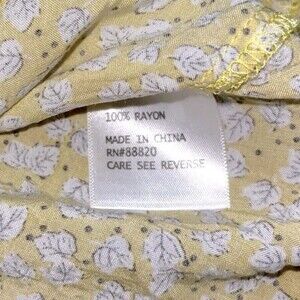 100% RAYON
MADE IN CHINA
RN#88820
CARE SEE REVERSE